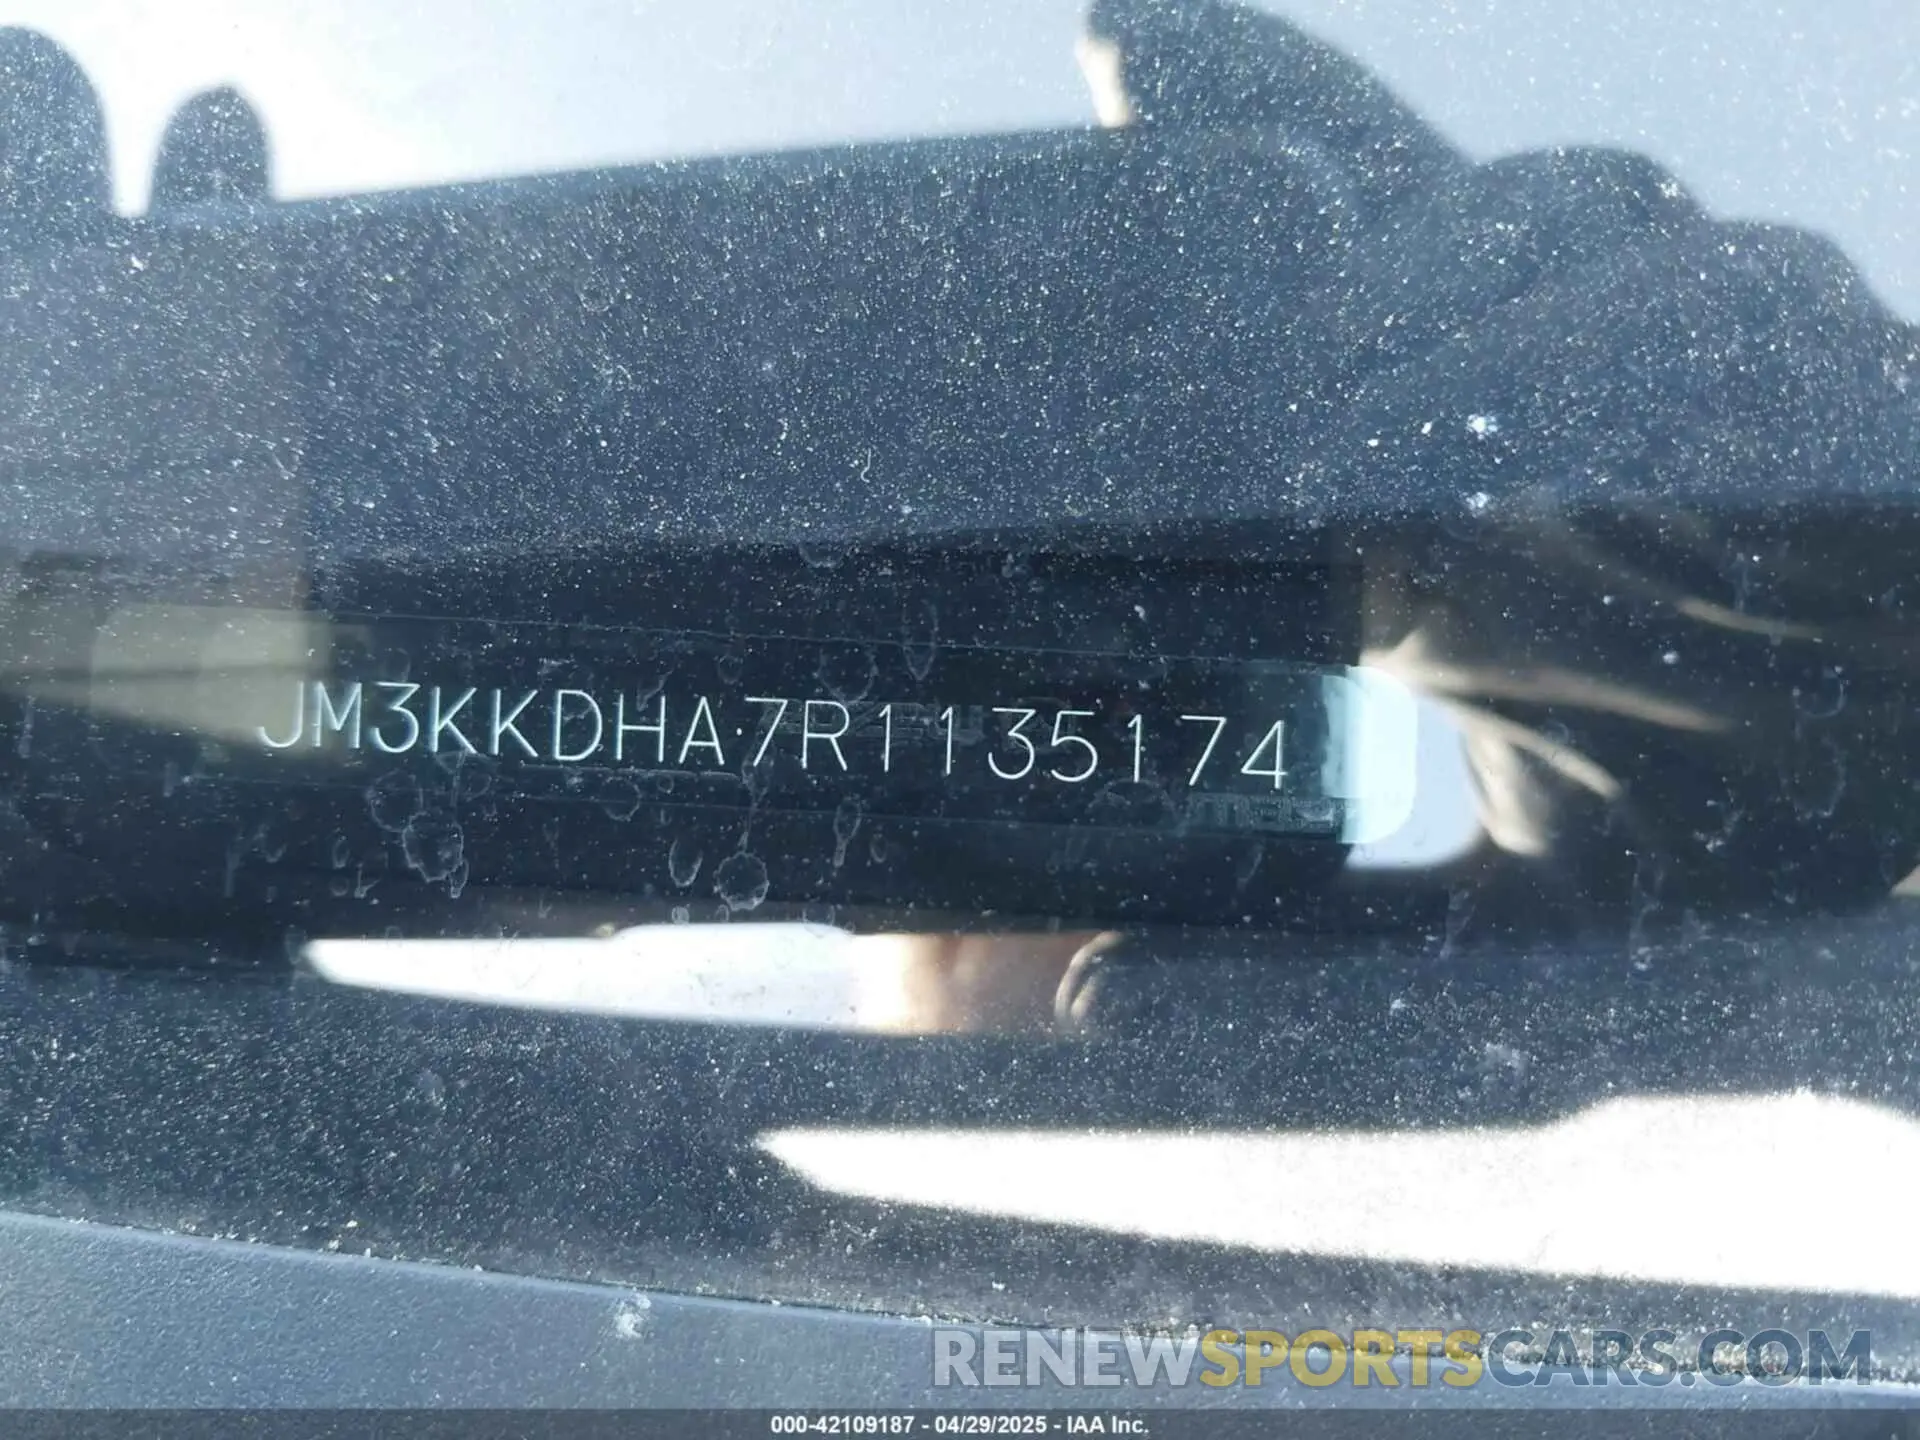 JM3KKDHA7R1135174
RENEWSPORTSCARS.COM
000-42109187 - 04/29/2025 - IAA Inc.